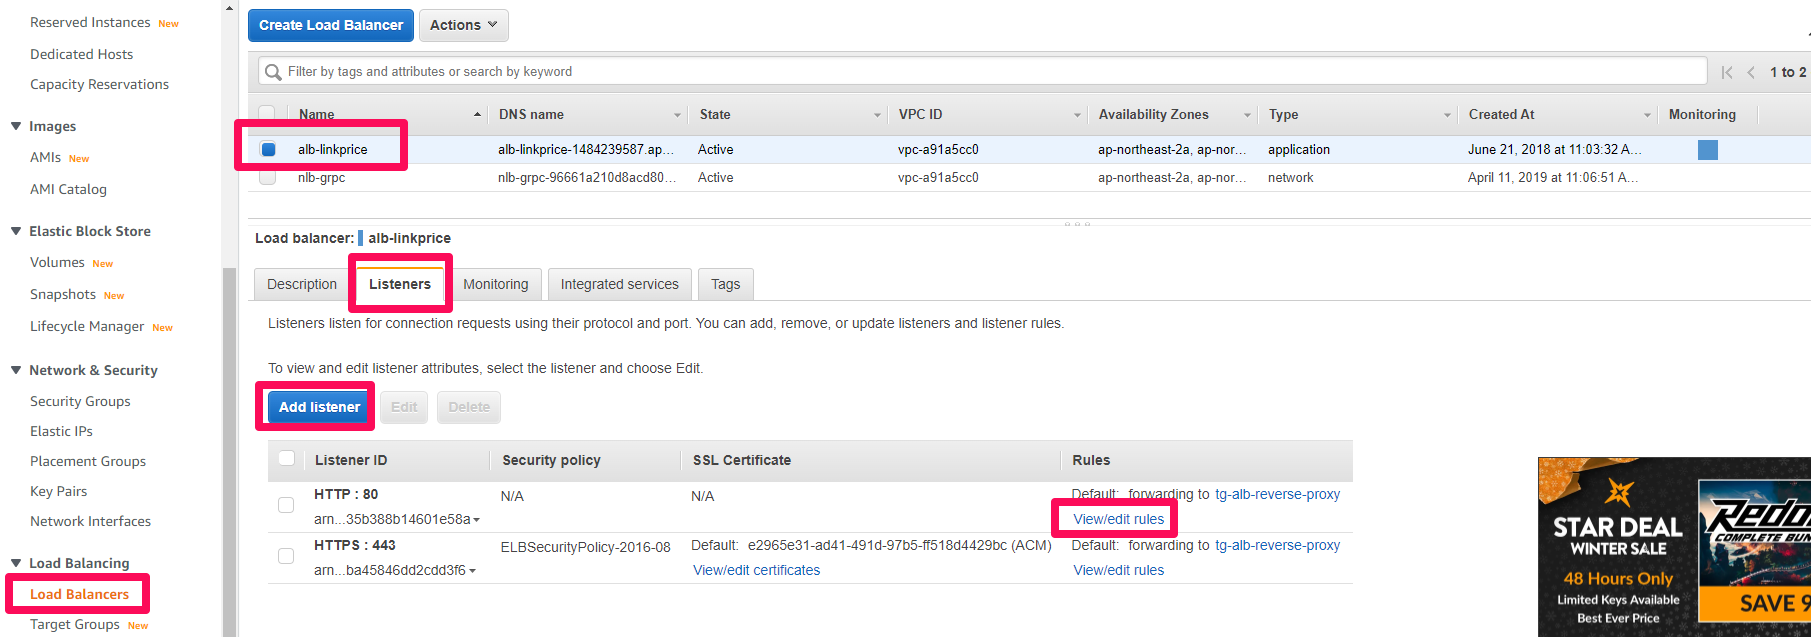 Reserved Instances New
Dedicated Hosts
Capacity Reservations
Images
AMIs New
AMI Catalog
Elastic Block Store
Volumes New
Snapshots New
Lifecycle Manager New
Network & Security
Security Groups
Elastic IPs
Placement Groups
Key Pairs
Network Interfaces
Load Balancing
Load Balancers
Target Groups New
Create Load Balancer Actions
Filter by tags and attributes or search by keyword 1 to 2
Name DNS name State VPC ID Availability Zones Type Created At Monitoring
alb-linkprice alb-linkprice-1484239587.ap... Active vpc-a91a5cc0 ap-northeast-2a, ap-nor... application June 21, 2018 at 11:03:32 A...
nlb-grpc nlb-grpc-96661a210d8acd80... Active vpc-a91a5cc0 ap-northeast-2a, ap-nor... network April 11, 2019 at 11:06:51 A...
Load balancer: alb-linkprice
Description Listeners Monitoring Integrated services Tags
Listeners listen for connection requests using their protocol and port. You can add, remove, or update listeners and listener rules.
To view and edit listener attributes, select the listener and choose Edit.
Add listener Edit Delete
Listener ID Security policy SSL Certificate Rules
HTTP : 80 N/A N/A Default: forwarding to tg-alb-reverse-proxy
arn...35b388b14601e58a View/edit rules
HTTPS : 443 ELBSecurityPolicy-2016-08 Default: e2965e31-ad41-491d-97b5-ff518d4429bc (ACM) Default: forwarding to tg-alb-reverse-proxy
arn...ba45846dd2cdd3f6 View/edit certificates View/edit rules
STAR DEAL
WINTER SALE
48 Hours Only
Limited Keys Available
Best Ever Price
COMPLETE
SAVE 9